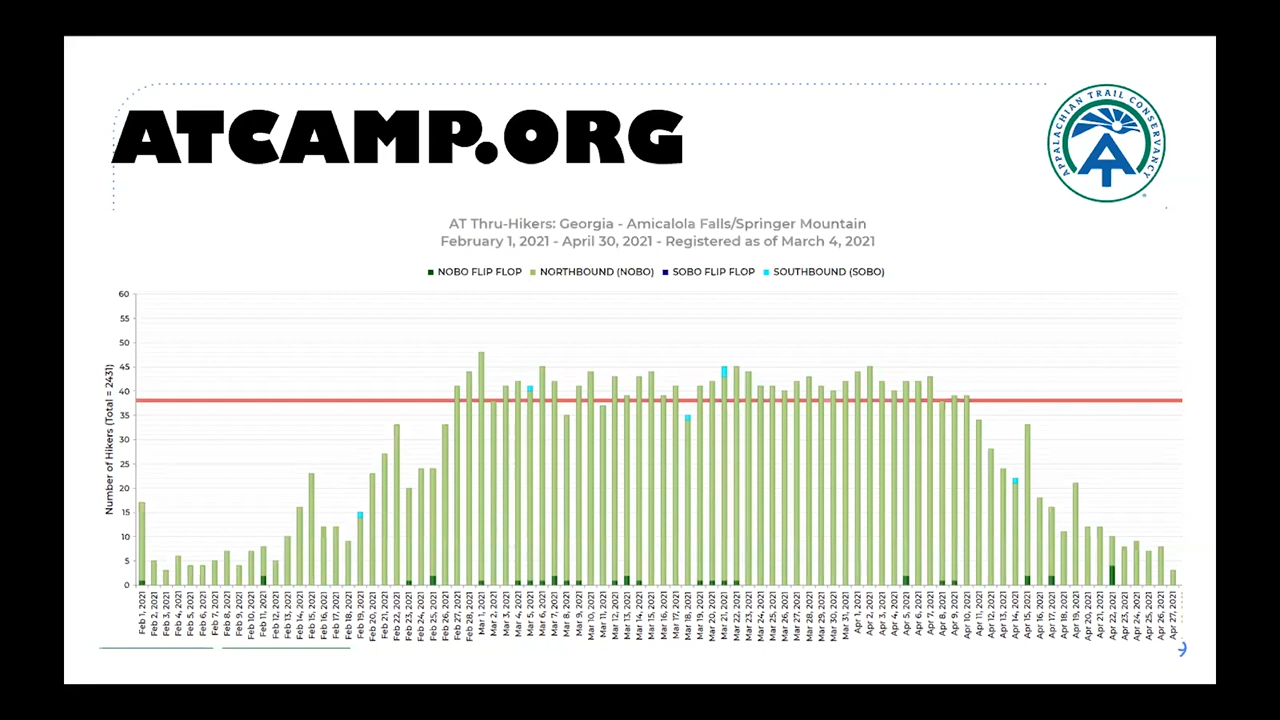 ATCAMP.ORG
APPALACHIAN TRAIL CONSERVANCY
AT
AT Thru-Hikers: Georgia - Amicalola Falls/Springer Mountain
February 1, 2021 - April 30, 2021 - Registered as of March 4, 2021
NOBO FLIP FLOP NORTHBOUND (NOBO) SOBO FLIP FLOP SOUTHBOUND (SOBO)
Number of Hikers (Total = 2431)
60
55
50
45
40
35
30
25
20
15
10
5
0
Feb 1, 2021
Feb 2, 2021
Feb 3, 2021
Feb 4, 2021
Feb 5, 2021
Feb 6, 2021
Feb 7, 2021
Feb 8, 2021
Feb 9, 2021
Feb 10, 2021
Feb 11, 2021
Feb 12, 2021
Feb 13, 2021
Feb 14, 2021
Feb 15, 2021
Feb 16, 2021
Feb 17, 2021
Feb 18, 2021
Feb 19, 2021
Feb 20, 2021
Feb 21, 2021
Feb 22, 2021
Feb 23, 2021
Feb 24, 2021
Feb 25, 2021
Feb 26, 2021
Feb 27, 2021
Feb 28, 2021
Mar 1, 2021
Mar 2, 2021
Mar 3, 2021
Mar 4, 2021
Mar 5, 2021
Mar 6, 2021
Mar 7, 2021
Mar 8, 2021
Mar 9, 2021
Mar 10, 2021
Mar 11, 2021
Mar 12, 2021
Mar 13, 2021
Mar 14, 2021
Mar 15, 2021
Mar 16, 2021
Mar 17, 2021
Mar 18, 2021
Mar 19, 2021
Mar 20, 2021
Mar 21, 2021
Mar 22, 2021
Mar 23, 2021
Mar 24, 2021
Mar 25, 2021
Mar 26, 2021
Mar 27, 2021
Mar 28, 2021
Mar 29, 2021
Mar 30, 2021
Mar 31, 2021
Apr 1, 2021
Apr 2, 2021
Apr 3, 2021
Apr 4, 2021
Apr 5, 2021
Apr 6, 2021
Apr 7, 2021
Apr 8, 2021
Apr 9, 2021
Apr 10, 2021
Apr 11, 2021
Apr 12, 2021
Apr 13, 2021
Apr 14, 2021
Apr 15, 2021
Apr 16, 2021
Apr 17, 2021
Apr 18, 2021
Apr 19, 2021
Apr 20, 2021
Apr 21, 2021
Apr 22, 2021
Apr 23, 2021
Apr 24, 2021
Apr 25, 2021
Apr 26, 2021
Apr 27, 2021